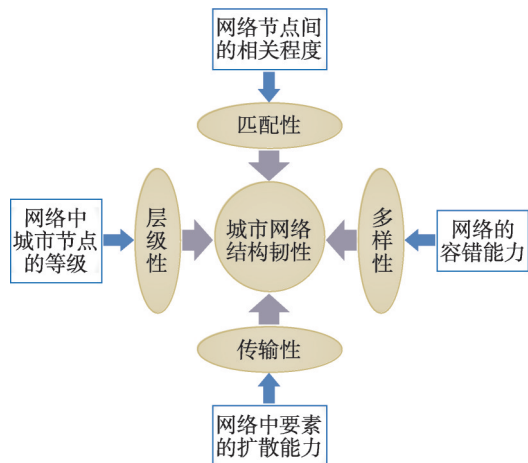 网络节点间
的相关程度
匹配性
网络中
城市节点
的等级
层级性
城市网络
结构韧性
多样性
网络的
容错能力
传输性
网络中要素
的扩散能力